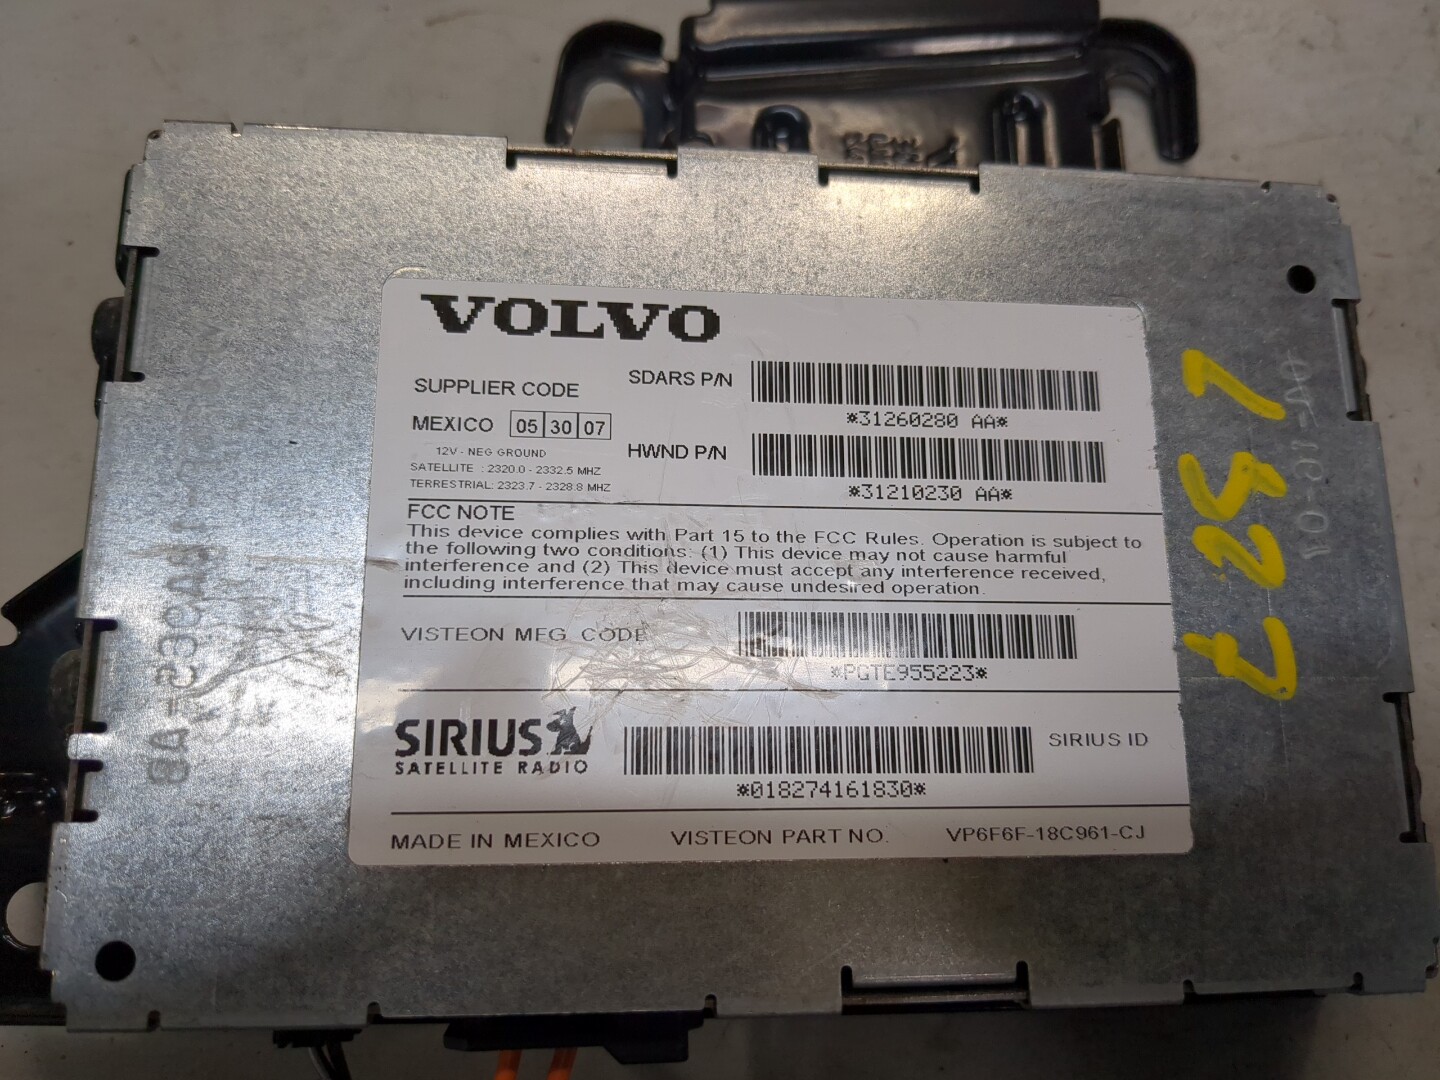 VOLVO
SUPPLIER CODE
SDARS P/N
*31260280 AA*
MEXICO 05 30 07
HWND P/N
*31210230 AA*
12V - NEG GROUND
SATELLITE : 2320.0 - 2332.5 MHZ
TERRESTRIAL: 2323.7 - 2328.8 MHZ
FCC NOTE
This device complies with Part 15 to the FCC Rules. Operation is subject to
the following two conditions: (1) This device may not cause harmful
interference and (2) This device must accept any interference received,
including interference that may cause undesired operation.
VISTEON MFG CODE
*PGTE955223*
SIRIUS
SATELLITE RADIO
SIRIUS ID
*018274161830*
MADE IN MEXICO VISTEON PART NO. VP6F6F-18C961-CJ